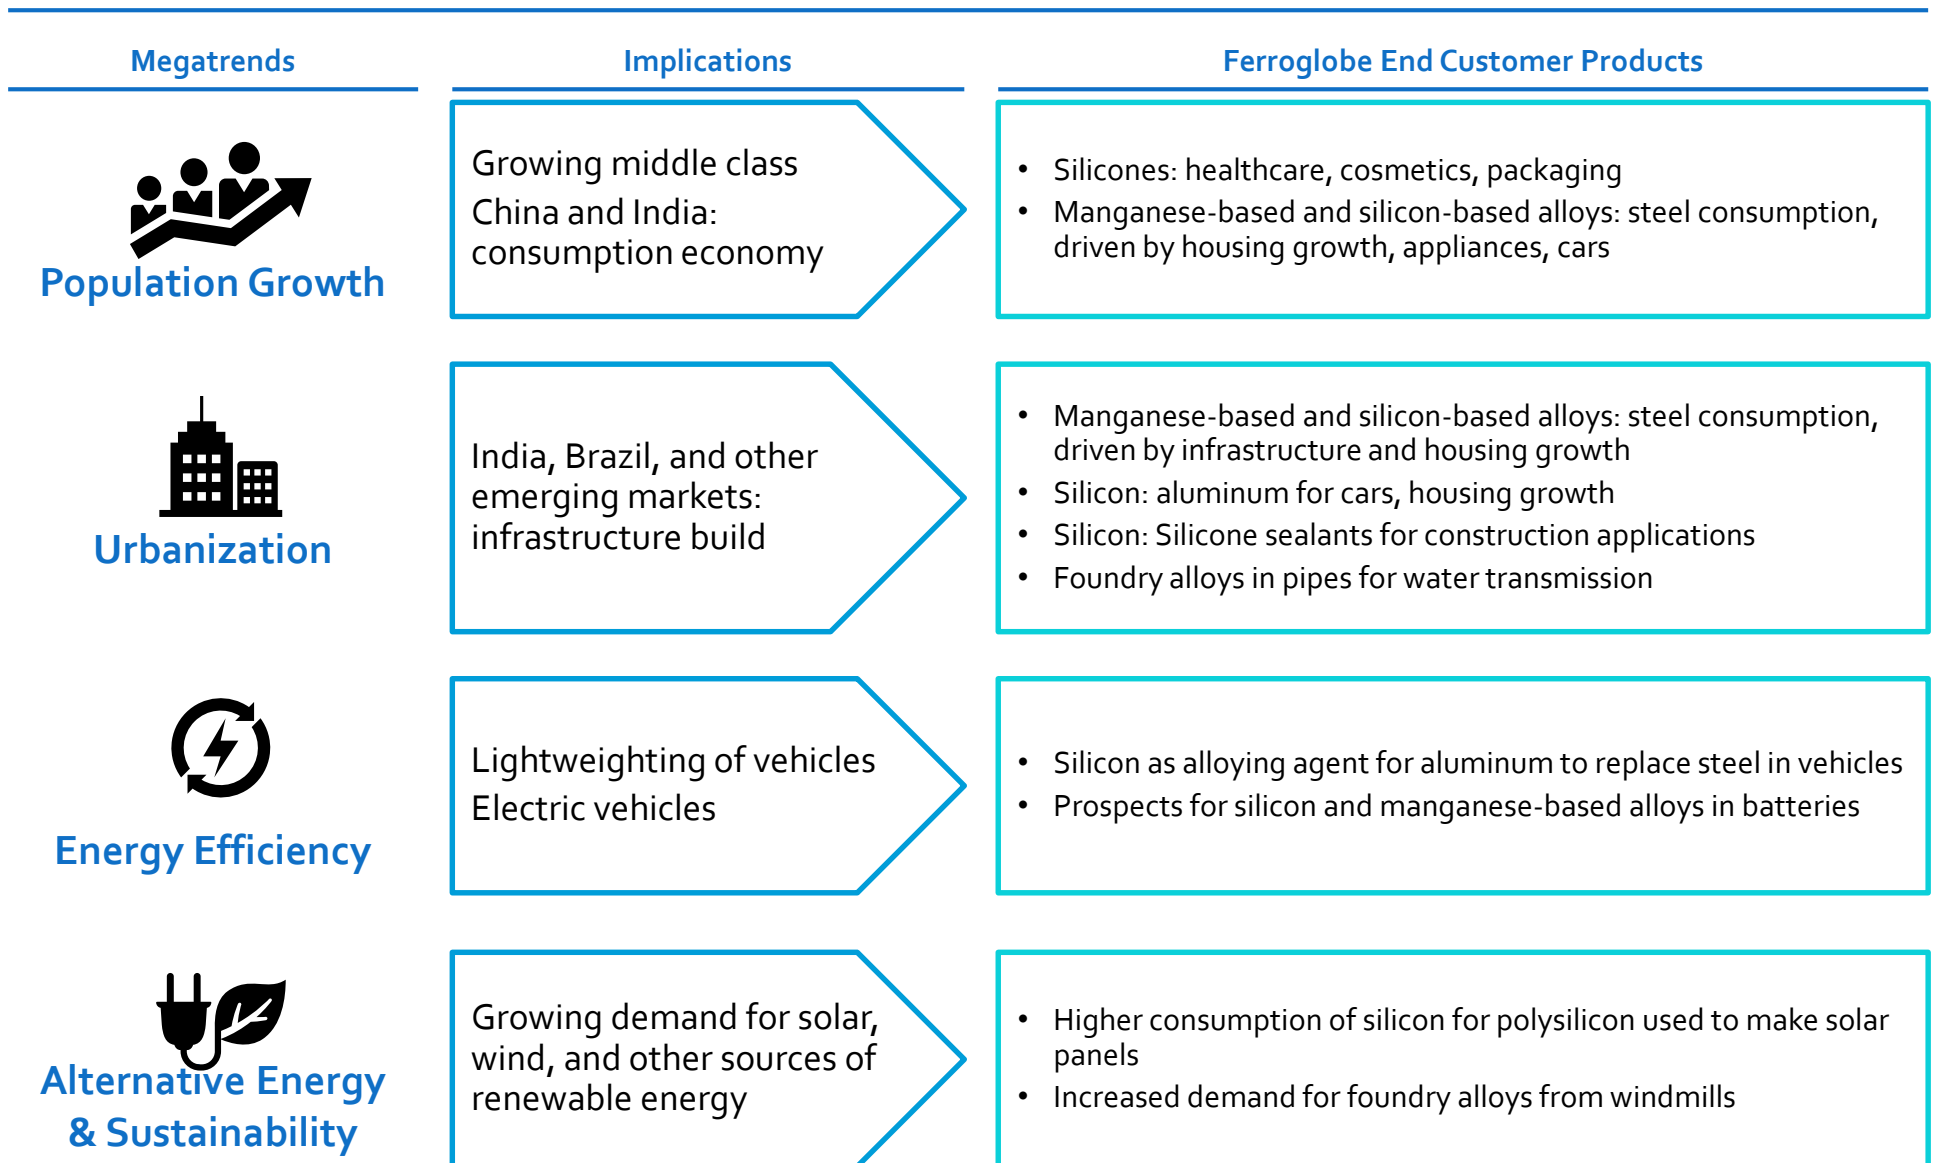 Megatrends
Implications
Ferroglobe End Customer Products
Population Growth
Growing middle class
China and India:
consumption economy
• Silicones: healthcare, cosmetics, packaging
• Manganese-based and silicon-based alloys: steel consumption,
driven by housing growth, appliances, cars
Urbanization
India, Brazil, and other
emerging markets:
infrastructure build
• Manganese-based and silicon-based alloys: steel consumption,
driven by infrastructure and housing growth
• Silicon: aluminum for cars, housing growth
• Silicon: Silicone sealants for construction applications
• Foundry alloys in pipes for water transmission
Energy Efficiency
Lightweighting of vehicles
Electric vehicles
• Silicon as alloying agent for aluminum to replace steel in vehicles
• Prospects for silicon and manganese-based alloys in batteries
Alternative Energy
& Sustainability
Growing demand for solar,
wind, and other sources of
renewable energy
• Higher consumption of silicon for polysilicon used to make solar
panels
• Increased demand for foundry alloys from windmills